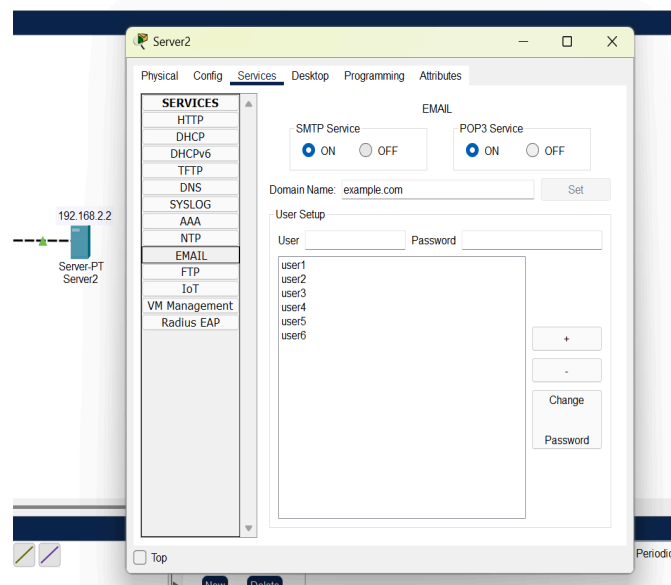 Server2
Physical Config Services Desktop Programming Attributes
SERVICES
HTTP
DHCP
DHCPv6
TFTP
DNS
SYSLOG
AAA
NTP
EMAIL
FTP
IoT
VM Management
Radius EAP
EMAIL
SMTP Service
ON OFF
POP3 Service
ON OFF
Domain Name: example.com Set
User Setup
User Password
user1
user2
user3
user4
user5
user6
+
-
Change
Password
Top
192.168.2.2
Server-PT
Server2
New Delete
Periodic